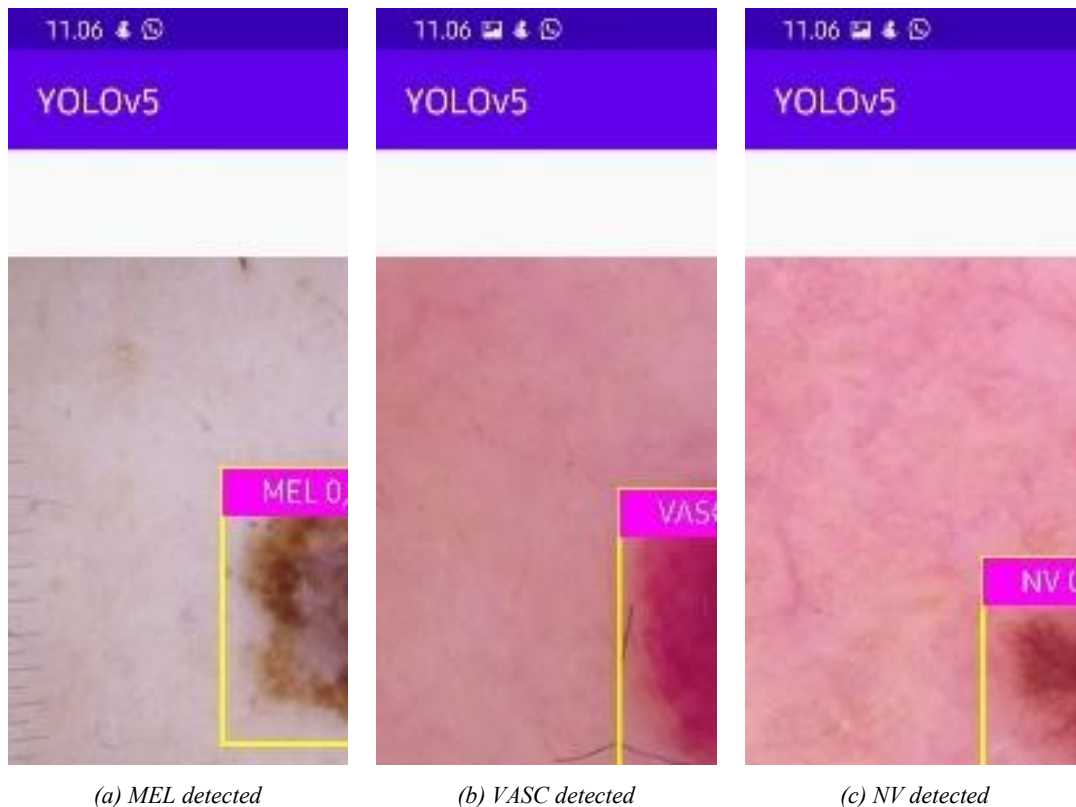 11.06
YOLOv5
MEL 0,
(a) MEL detected
11.06
YOLOv5
VASC
(b) VASC detected
11.06
YOLOv5
NV 0
(c) NV detected